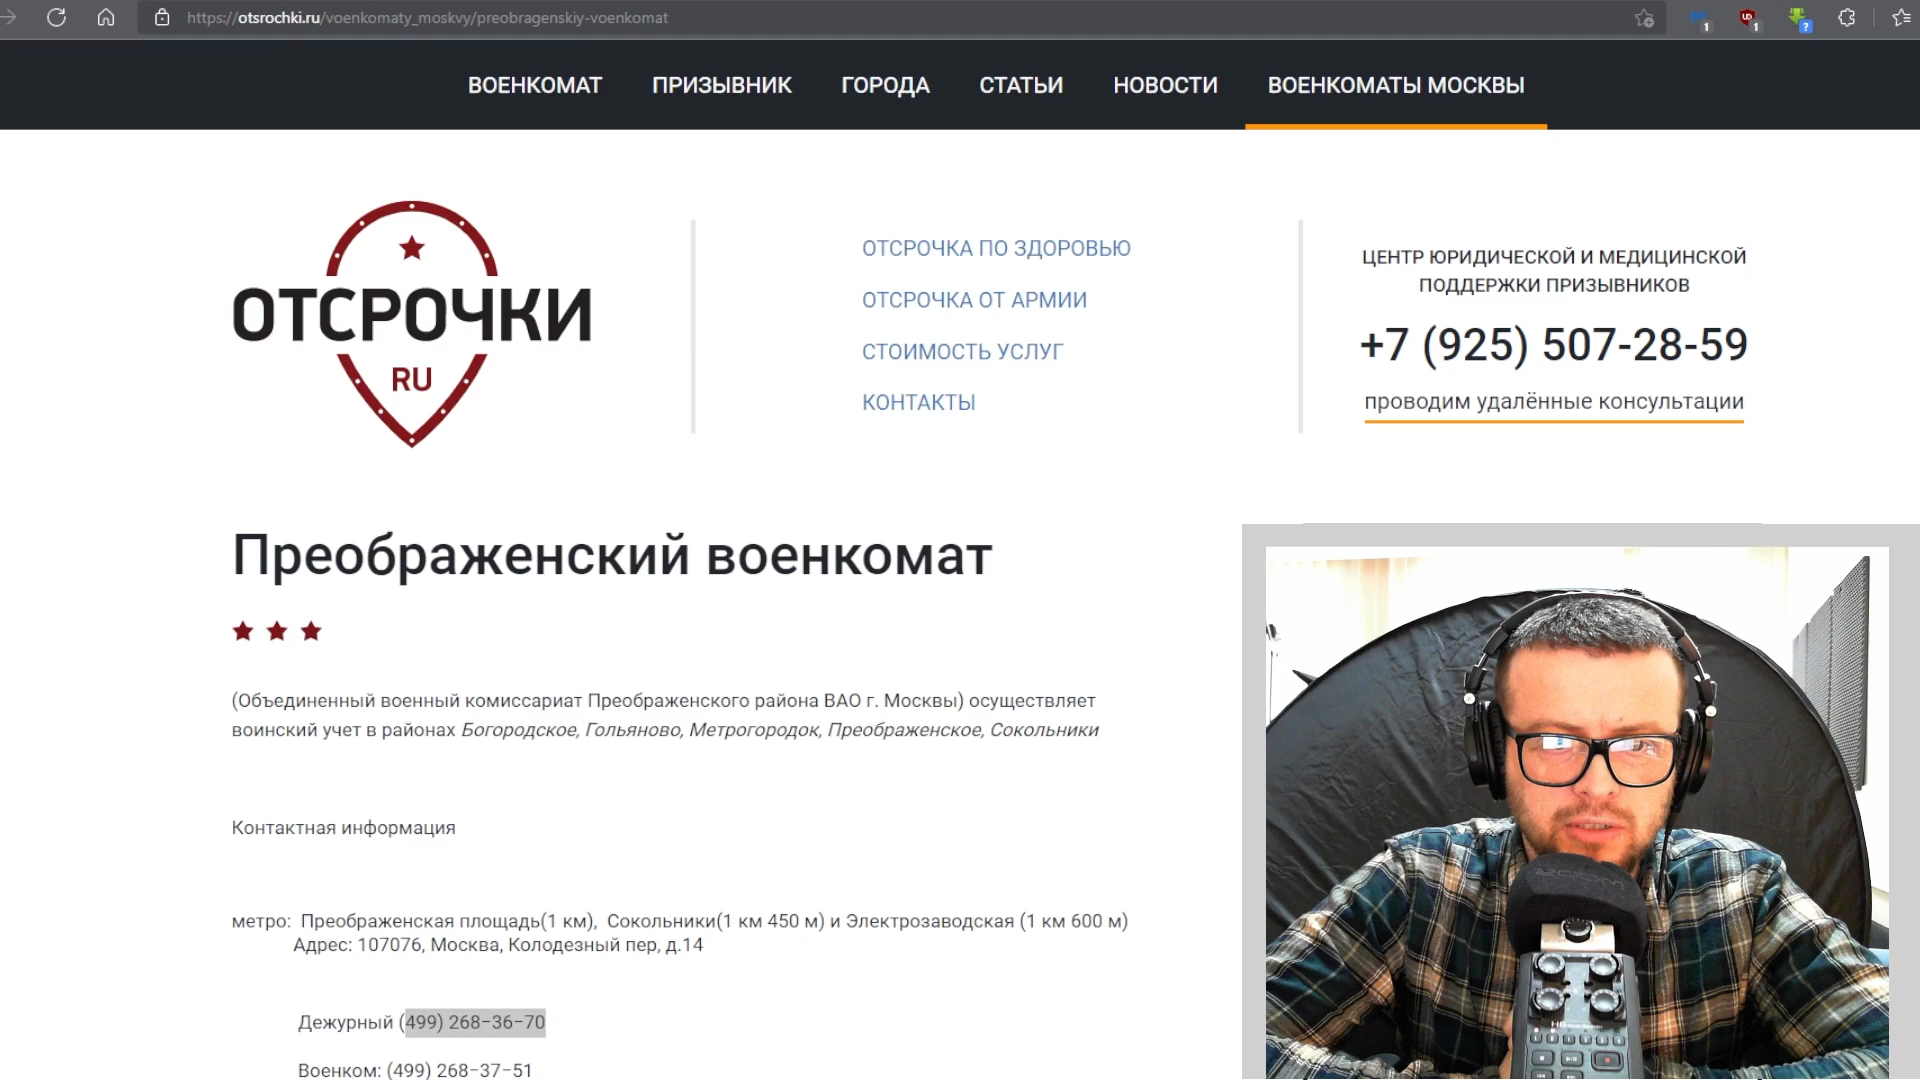 https://otsrochki.ru/voenkomaty_moskvy/preobragenskiy-voenkomat
1
1
?
ВОЕНКОМАТ ПРИЗЫВНИК ГОРОДА СТАТЬИ НОВОСТИ ВОЕНКОМАТЫ МОСКВЫ
ОТСРОЧКИ
RU
ОТСРОЧКА ПО ЗДОРОВЬЮ
ОТСРОЧКА ОТ АРМИИ
СТОИМОСТЬ УСЛУГ
КОНТАКТЫ
ЦЕНТР ЮРИДИЧЕСКОЙ И МЕДИЦИНСКОЙ
ПОДДЕРЖКИ ПРИЗЫВНИКОВ
+7 (925) 507-28-59
проводим удалённые консультации
Преображенский военкомат
(Объединенный военный комиссариат Преображенского района ВАО г. Москвы) осуществляет
воинский учет в районах Богородское, Гольяново, Метрогородок, Преображенское, Сокольники
Контактная информация
метро: Преображенская площадь(1 км), Сокольники(1 км 450 м) и Электрозаводская (1 км 600 м)
Адрес: 107076, Москва, Колодезный пер, д.14
Дежурный (499) 268-36-70
Военком: (499) 268-37-51